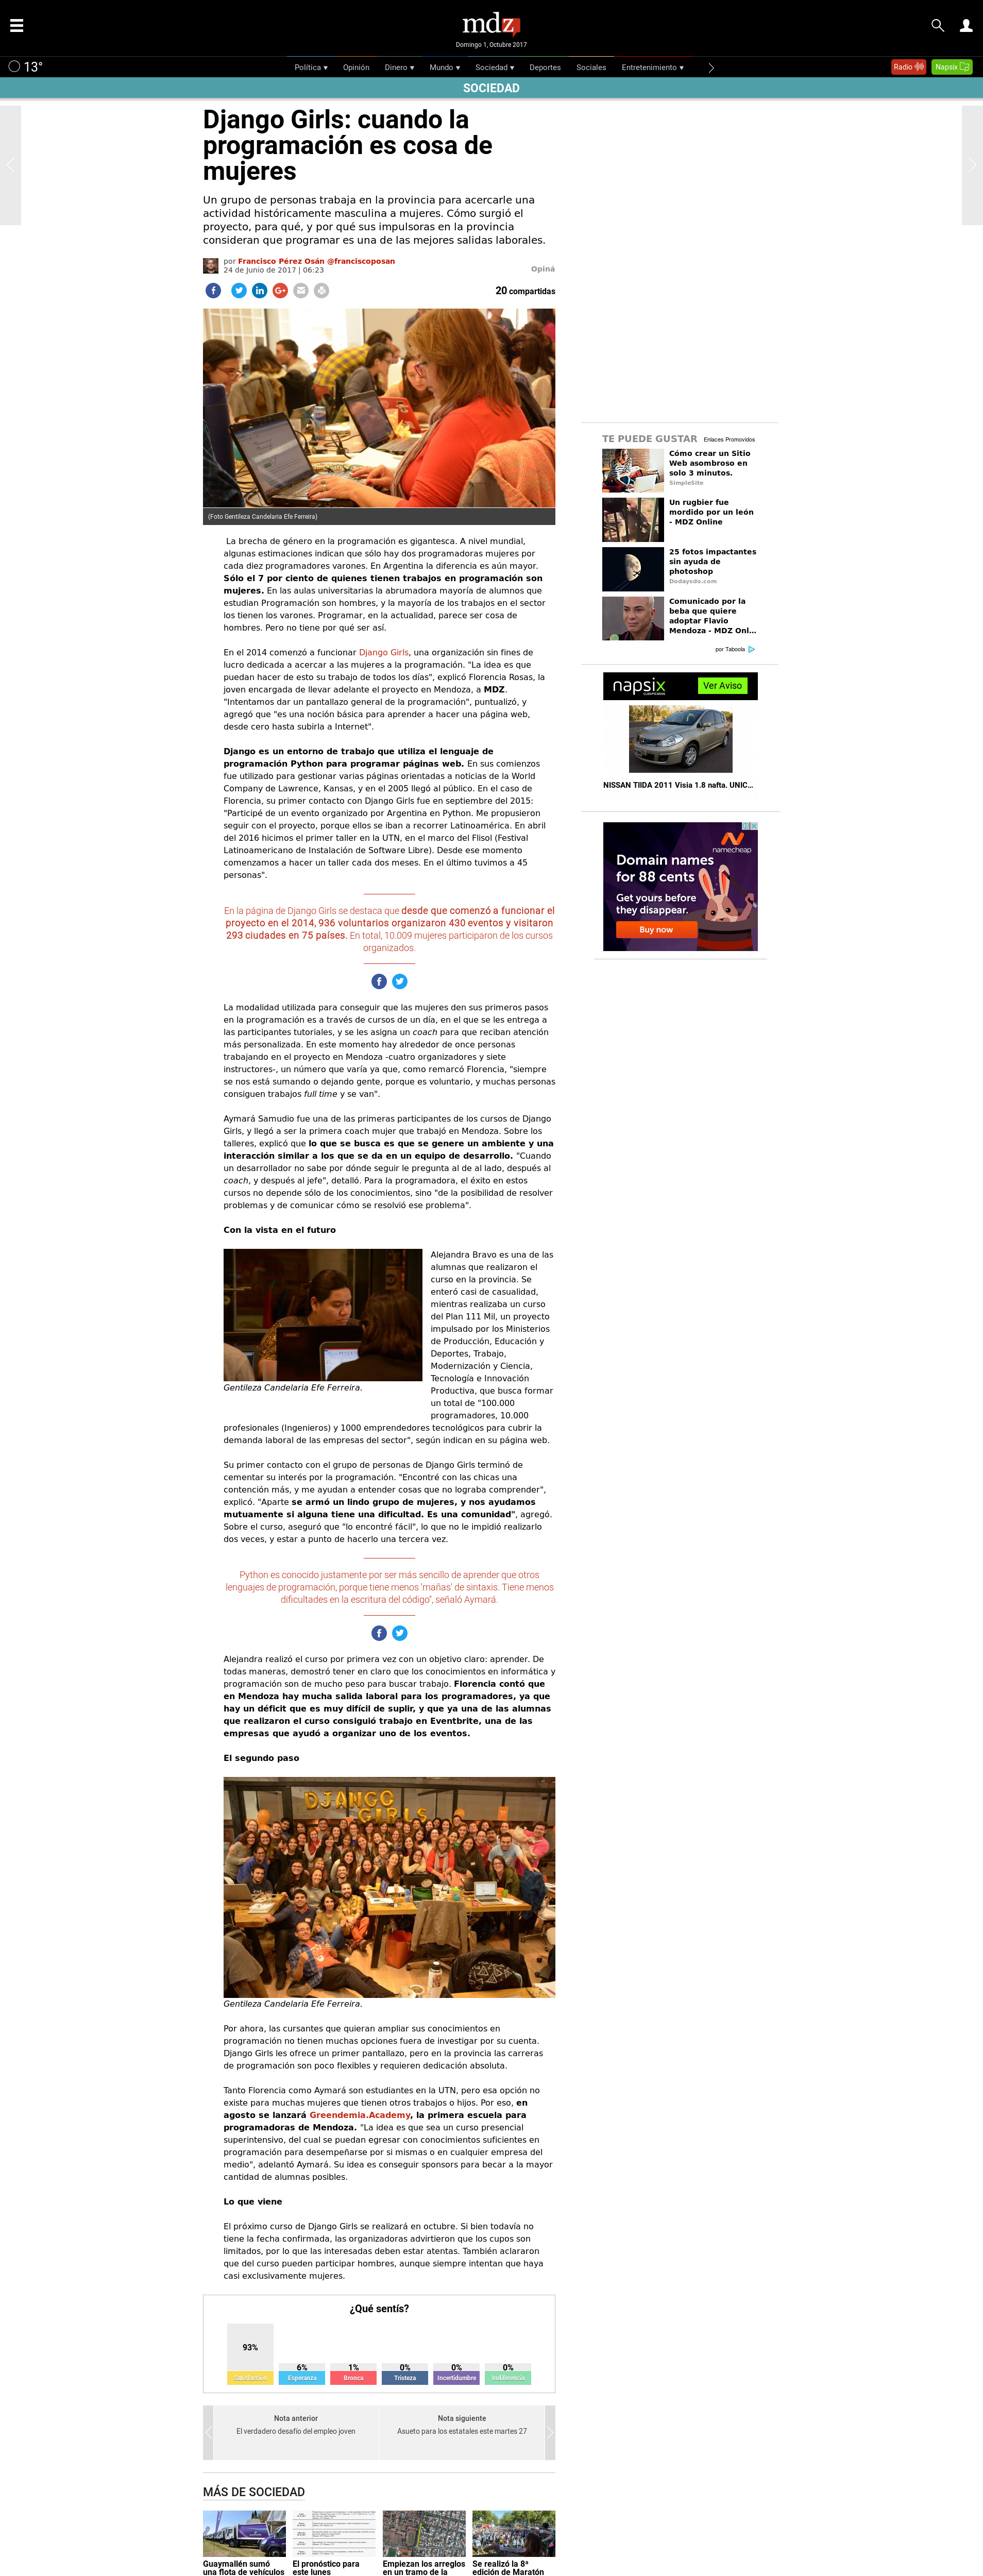 mdz
Domingo 1, Octubre 2017
13°
Política ▼ Opinión Dinero ▼ Mundo ▼ Sociedad ▼ Deportes Sociales Entretenimiento ▼
Radio
Napsix
SOCIEDAD
Django Girls: cuando la
programación es cosa de
mujeres
Un grupo de personas trabaja en la provincia para acercarle una
actividad históricamente masculina a mujeres. Cómo surgió el
proyecto, para qué, y por qué sus impulsoras en la provincia
consideran que programar es una de las mejores salidas laborales.
por Francisco Pérez Osán @franciscoposan
24 de Junio de 2017 | 06:23
Opiná
20 compartidas
(Foto Gentileza Candelaria Efe Ferreira)
La brecha de género en la programación es gigantesca. A nivel mundial,
algunas estimaciones indican que sólo hay dos programadoras mujeres por
cada diez programadores varones. En Argentina la diferencia es aún mayor.
Sólo el 7 por ciento de quienes tienen trabajos en programación son
mujeres. En las aulas universitarias la abrumadora mayoría de alumnos que
estudian Programación son hombres, y la mayoría de los trabajos en el sector
los tienen los varones. Programar, en la actualidad, parece ser cosa de
hombres. Pero no tiene por qué ser así.
En el 2014 comenzó a funcionar Django Girls, una organización sin fines de
lucro dedicada a acercar a las mujeres a la programación. "La idea es que
puedan hacer de esto su trabajo de todos los días", explicó Florencia Rosas, la
joven encargada de llevar adelante el proyecto en Mendoza, a MDZ.
"Intentamos dar un pantallazo general de la programación", puntualizó, y
agregó que "es una noción básica para aprender a hacer una página web,
desde cero hasta subirla a Internet".
Django es un entorno de trabajo que utiliza el lenguaje de
programación Python para programar páginas web. En sus comienzos
fue utilizado para gestionar varias páginas orientadas a noticias de la World
Company de Lawrence, Kansas, y en el 2005 llegó al público. En el caso de
Florencia, su primer contacto con Django Girls fue en septiembre del 2015:
"Participé de un evento organizado por Argentina en Python. Me propusieron
seguir con el proyecto, porque ellos se iban a recorrer Latinoamérica. En abril
del 2016 hicimos el primer taller en la UTN, en el marco del Flisol (Festival
Latinoamericano de Instalación de Software Libre). Desde ese momento
comenzamos a hacer un taller cada dos meses. En el último tuvimos a 45
personas".
En la página de Django Girls se destaca que desde que comenzó a funcionar el
proyecto en el 2014, 936 voluntarios organizaron 430 eventos y visitaron
293 ciudades en 75 países. En total, 10.009 mujeres participaron de los cursos
organizados.
La modalidad utilizada para conseguir que las mujeres den sus primeros pasos
en la programación es a través de cursos de un día, en el que se les entrega a
las participantes tutoriales, y se les asigna un coach para que reciban atención
más personalizada. En este momento hay alrededor de once personas
trabajando en el proyecto en Mendoza -cuatro organizadores y siete
instructores-, un número que varía ya que, como remarcó Florencia, "siempre
se nos está sumando o dejando gente, porque es voluntario, y muchas personas
consiguen trabajos full time y se van".
Aymará Samudio fue una de las primeras participantes de los cursos de Django
Girls, y llegó a ser la primera coach mujer que trabajó en Mendoza. Sobre los
talleres, explicó que lo que se busca es que se genere un ambiente y una
interacción similar a los que se da en un equipo de desarrollo. "Cuando
un desarrollador no sabe por dónde seguir le pregunta al de al lado, después al
coach, y después al jefe", detalló. Para la programadora, el éxito en estos
cursos no depende sólo de los conocimientos, sino "de la posibilidad de resolver
problemas y de comunicar cómo se resolvió ese problema".
Con la vista en el futuro
Gentileza Candelaria Efe Ferreira.
Alejandra Bravo es una de las
alumnas que realizaron el
curso en la provincia. Se
enteró casi de casualidad,
mientras realizaba un curso
del Plan 111 Mil, un proyecto
impulsado por los Ministerios
de Producción, Educación y
Deportes, Trabajo,
Modernización y Ciencia,
Tecnología e Innovación
Productiva, que busca formar
un total de "100.000
programadores, 10.000
profesionales (Ingenieros) y 1000 emprendedores tecnológicos para cubrir la
demanda laboral de las empresas del sector", según indican en su página web.
Su primer contacto con el grupo de personas de Django Girls terminó de
cementar su interés por la programación. "Encontré con las chicas una
contención más, y me ayudan a entender cosas que no lograba comprender",
explicó. "Aparte se armó un lindo grupo de mujeres, y nos ayudamos
mutuamente si alguna tiene una dificultad. Es una comunidad", agregó.
Sobre el curso, aseguró que "lo encontré fácil", lo que no le impidió realizarlo
dos veces, y estar a punto de hacerlo una tercera vez.
Python es conocido justamente por ser más sencillo de aprender que otros
lenguajes de programación, porque tiene menos 'mañas' de sintaxis. Tiene menos
dificultades en la escritura del código", señaló Aymará.
Alejandra realizó el curso por primera vez con un objetivo claro: aprender. De
todas maneras, demostró tener en claro que los conocimientos en informática y
programación son de mucho peso para buscar trabajo. Florencia contó que
en Mendoza hay mucha salida laboral para los programadores, ya que
hay un déficit que es muy difícil de suplir, y que ya una de las alumnas
que realizaron el curso consiguió trabajo en Eventbrite, una de las
empresas que ayudó a organizar uno de los eventos.
El segundo paso
DJANGO
GIRLS
Gentileza Candelaria Efe Ferreira.
Por ahora, las cursantes que quieran ampliar sus conocimientos en
programación no tienen muchas opciones fuera de investigar por su cuenta.
Django Girls les ofrece un primer pantallazo, pero en la provincia las carreras
de programación son poco flexibles y requieren dedicación absoluta.
Tanto Florencia como Aymará son estudiantes en la UTN, pero esa opción no
existe para muchas mujeres que tienen otros trabajos o hijos. Por eso, en
agosto se lanzará Greendemia.Academy, la primera escuela para
programadoras de Mendoza. "La idea es que sea un curso presencial
superintensivo, del cual se puedan egresar con conocimientos suficientes en
programación para desempeñarse por si mismas o en cualquier empresa del
medio", adelantó Aymará. Su idea es conseguir sponsors para becar a la mayor
cantidad de alumnas posibles.
Lo que viene
El próximo curso de Django Girls se realizará en octubre. Si bien todavía no
tiene la fecha confirmada, las organizadoras advirtieron que los cupos son
limitados, por lo que las interesadas deben estar atentas. También aclararon
que del curso pueden participar hombres, aunque siempre intentan que haya
casi exclusivamente mujeres.
¿Qué sentís?
93% 6% 1% 0% 0% 0%
Satisfacción Esperanza Bronca Tristeza Incertidumbre Indiferencia
Nota anterior
El verdadero desafío del empleo joven
Nota siguiente
Asueto para los estatales este martes 27
MÁS DE SOCIEDAD
Guaymallén sumó
una flota de vehículos
El pronóstico para
este lunes
Empiezan los arreglos
en un tramo de la
Se realizó la 8ª
edición de Maratón
TE PUEDE GUSTAR Enlaces Promovidos
Cómo crear un Sitio
Web asombroso en
solo 3 minutos.
SimpleSite
Un rugbier fue
mordido por un león
- MDZ Online
25 fotos impactantes
sin ayuda de
photoshop
Dodaysdo.com
Comunicado por la
beba que quiere
adoptar Flavio
Mendoza - MDZ Onl...
por Taboola
napsix
CLASIFICADOS
Ver Aviso
NISSAN TIIDA 2011 Visia 1.8 nafta. UNIC...
namecheap
Domain names
for 88 cents
Get yours before
they disappear.
Buy now